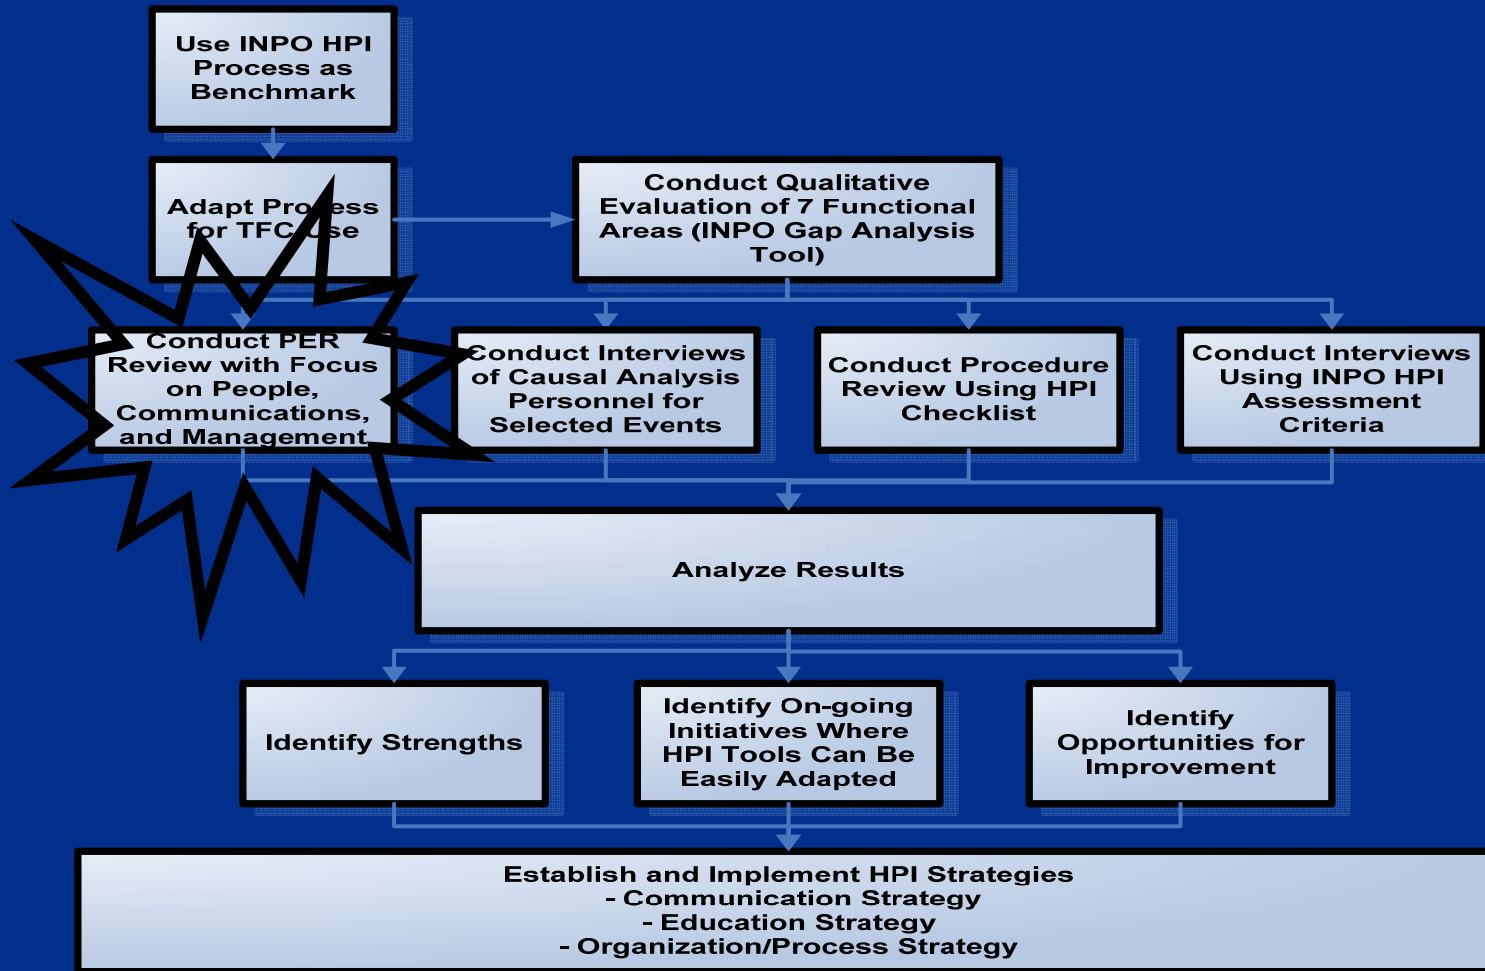 Use INPO HPI
Process as
Benchmark
Adapt Process
for TFC Use
Conduct Qualitative
Evaluation of 7 Functional
Areas (INPO Gap Analysis
Tool)
Conduct PER
Review with Focus
on People,
Communications,
and Management
Conduct Interviews
of Causal Analysis
Personnel for
Selected Events
Conduct Procedure
Review Using HPI
Checklist
Conduct Interviews
Using INPO HPI
Assessment
Criteria
Analyze Results
Identify Strengths
Identify On-going
Initiatives Where
HPI Tools Can Be
Easily Adapted
Identify
Opportunities for
Improvement
Establish and Implement HPI Strategies
- Communication Strategy
- Education Strategy
- Organization/Process Strategy